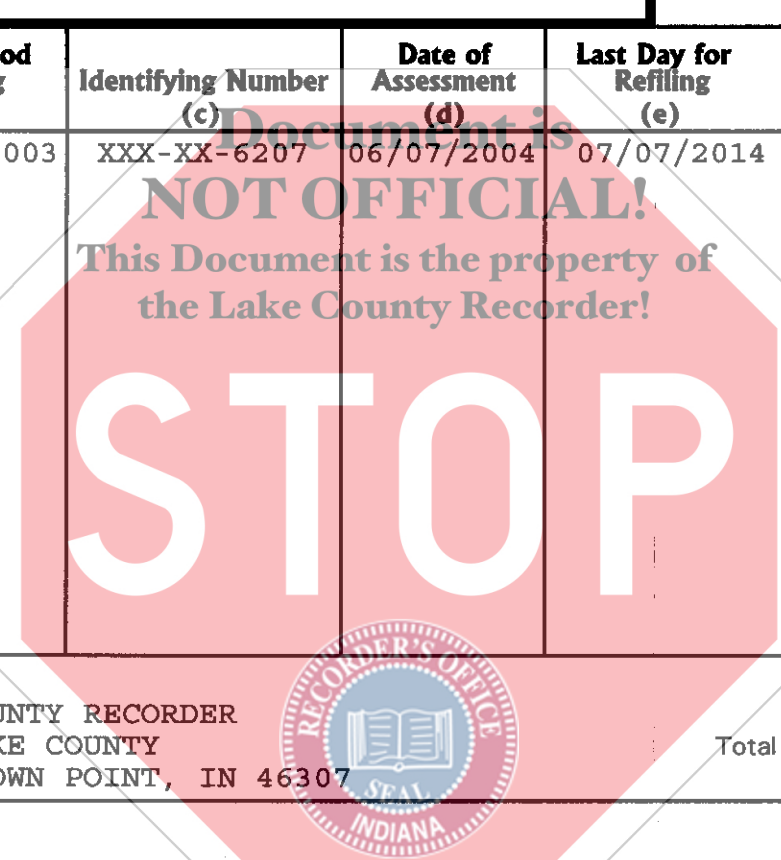 od Date of Last Day for
g Identifying Number Assessment Refiling
(c) (d) (e)
Document is
003 XXX-XX-6207 06/07/2004 07/07/2014
NOT OFFICIAL!
This Document is the property of
the Lake County Recorder!
STOP
RECORDER'S OFFICE
UNTY RECORDER
KE COUNTY Total
OWN POINT, IN 46307
SEAL
INDIANA